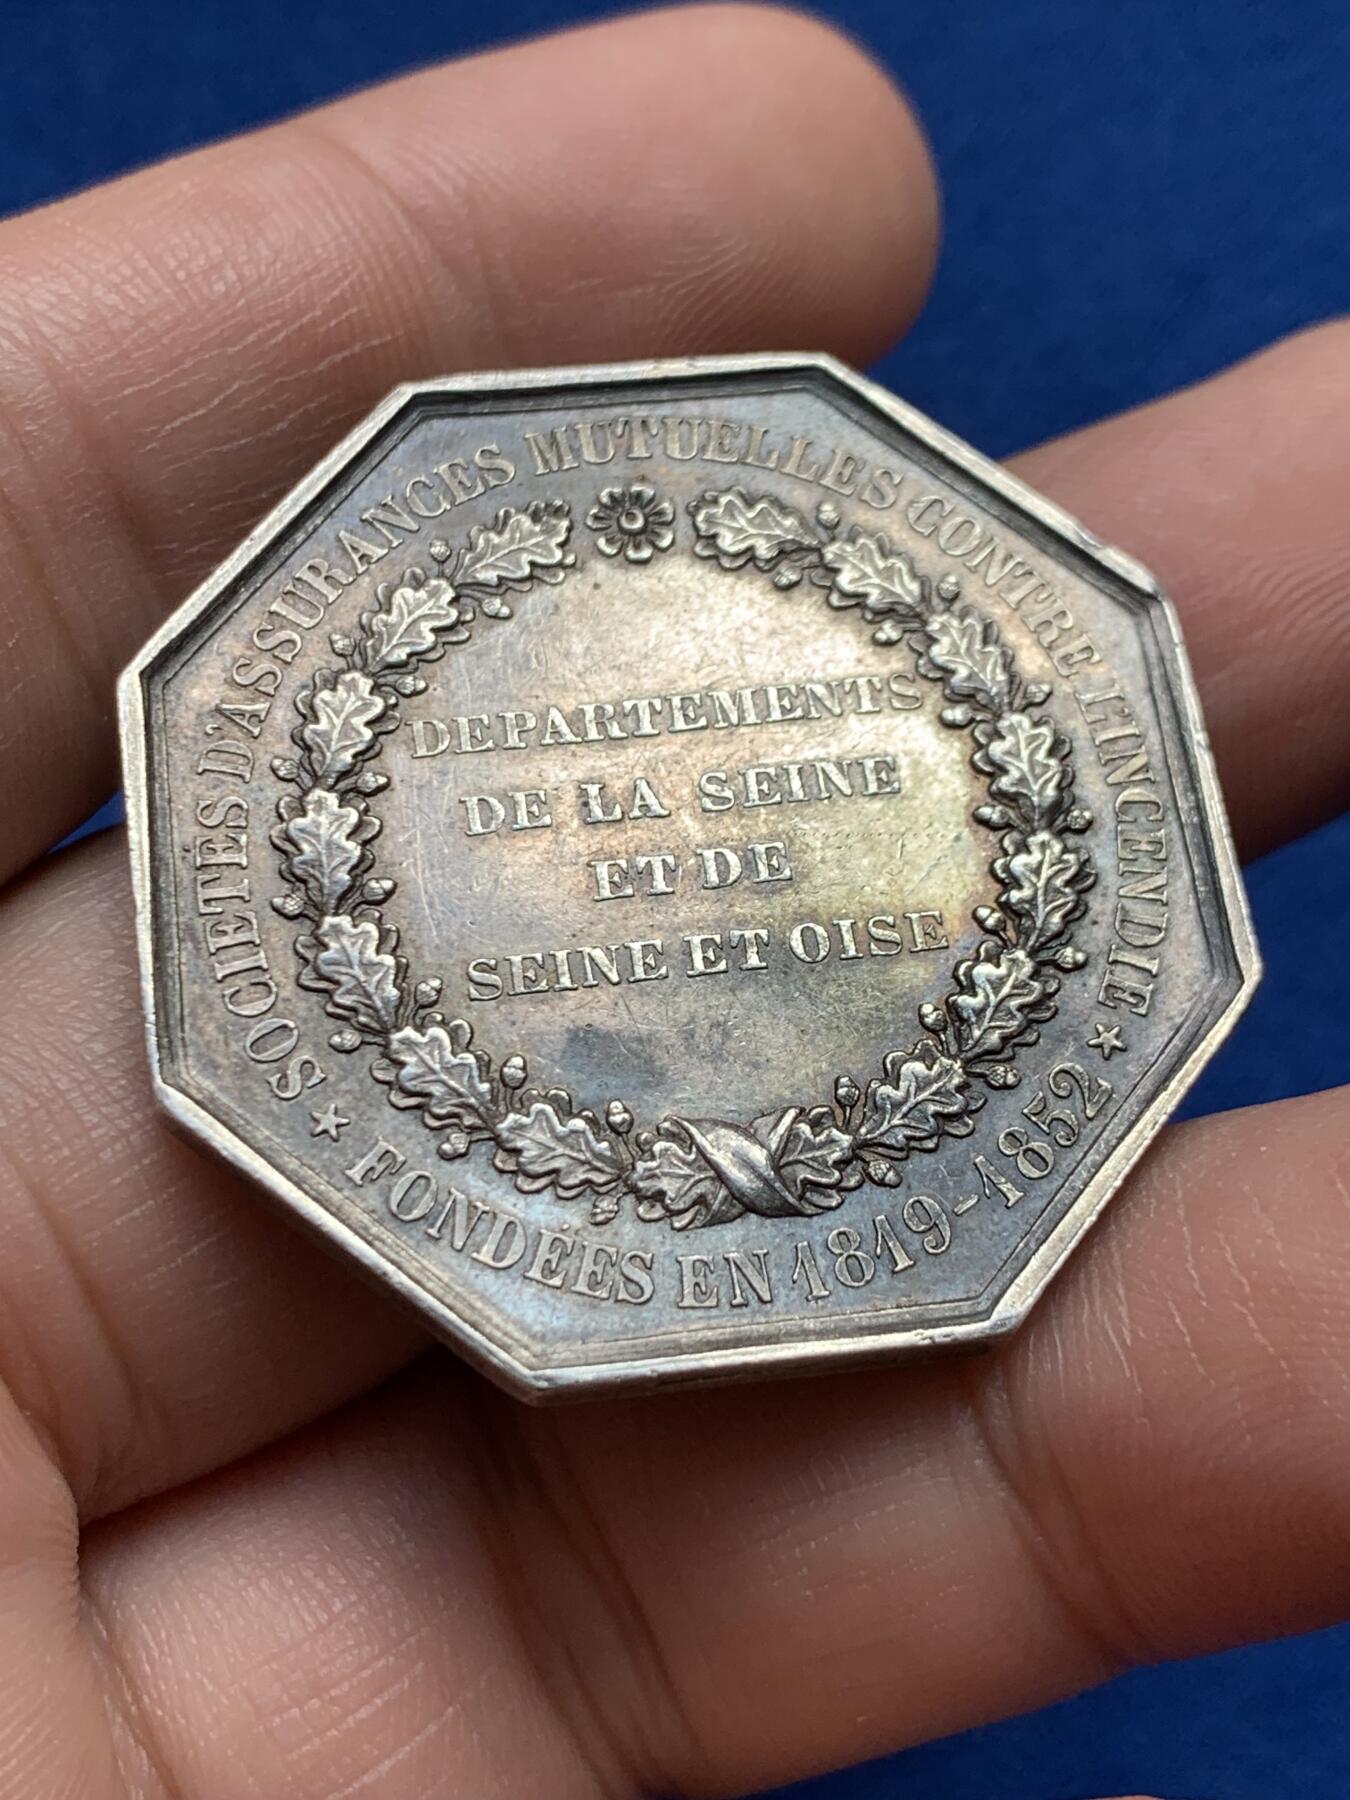 SOCIÉTÉS D'ASSURANCES MUTUELLES CONTRE L'INCENDIE
DEPARTEMENTS
DE LA SEINE
ET DE
SEINE ET OISE
★ FONDÉES EN 1819-1852 ★